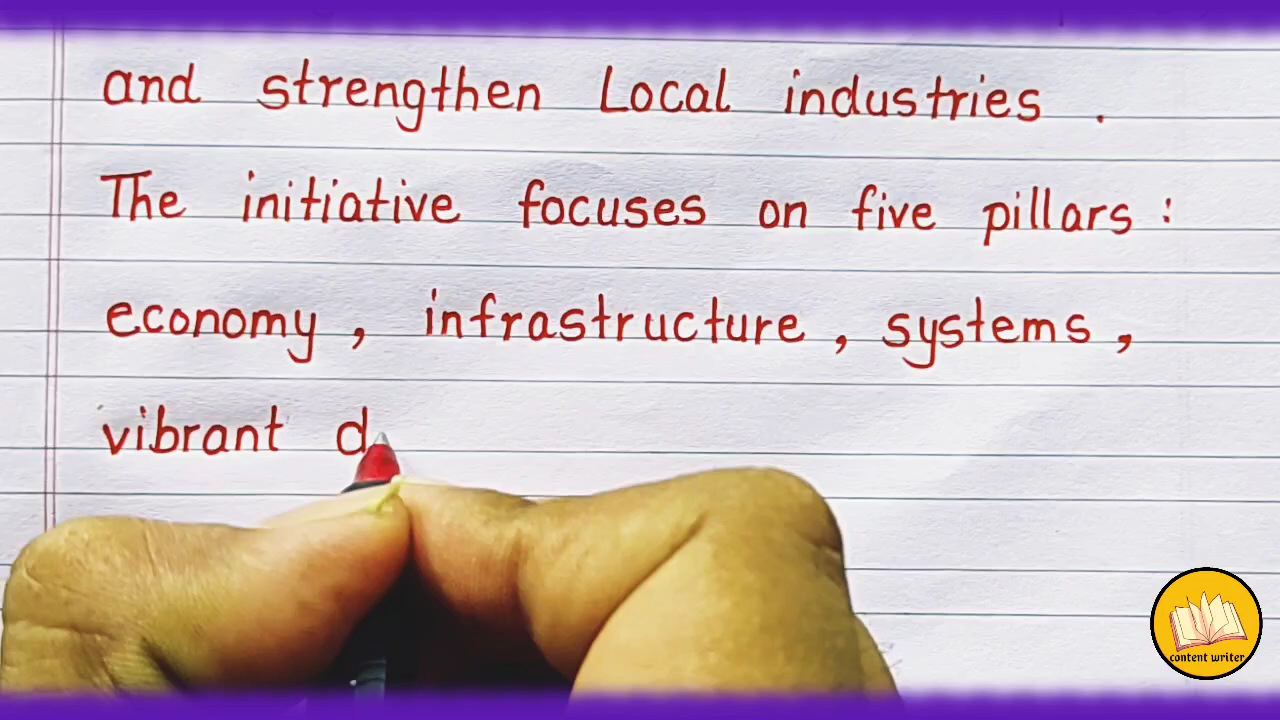 and strengthen Local industries .
The initiative focuses on five pillars :
economy , infrastructure , systems ,
vibrant d
content writer